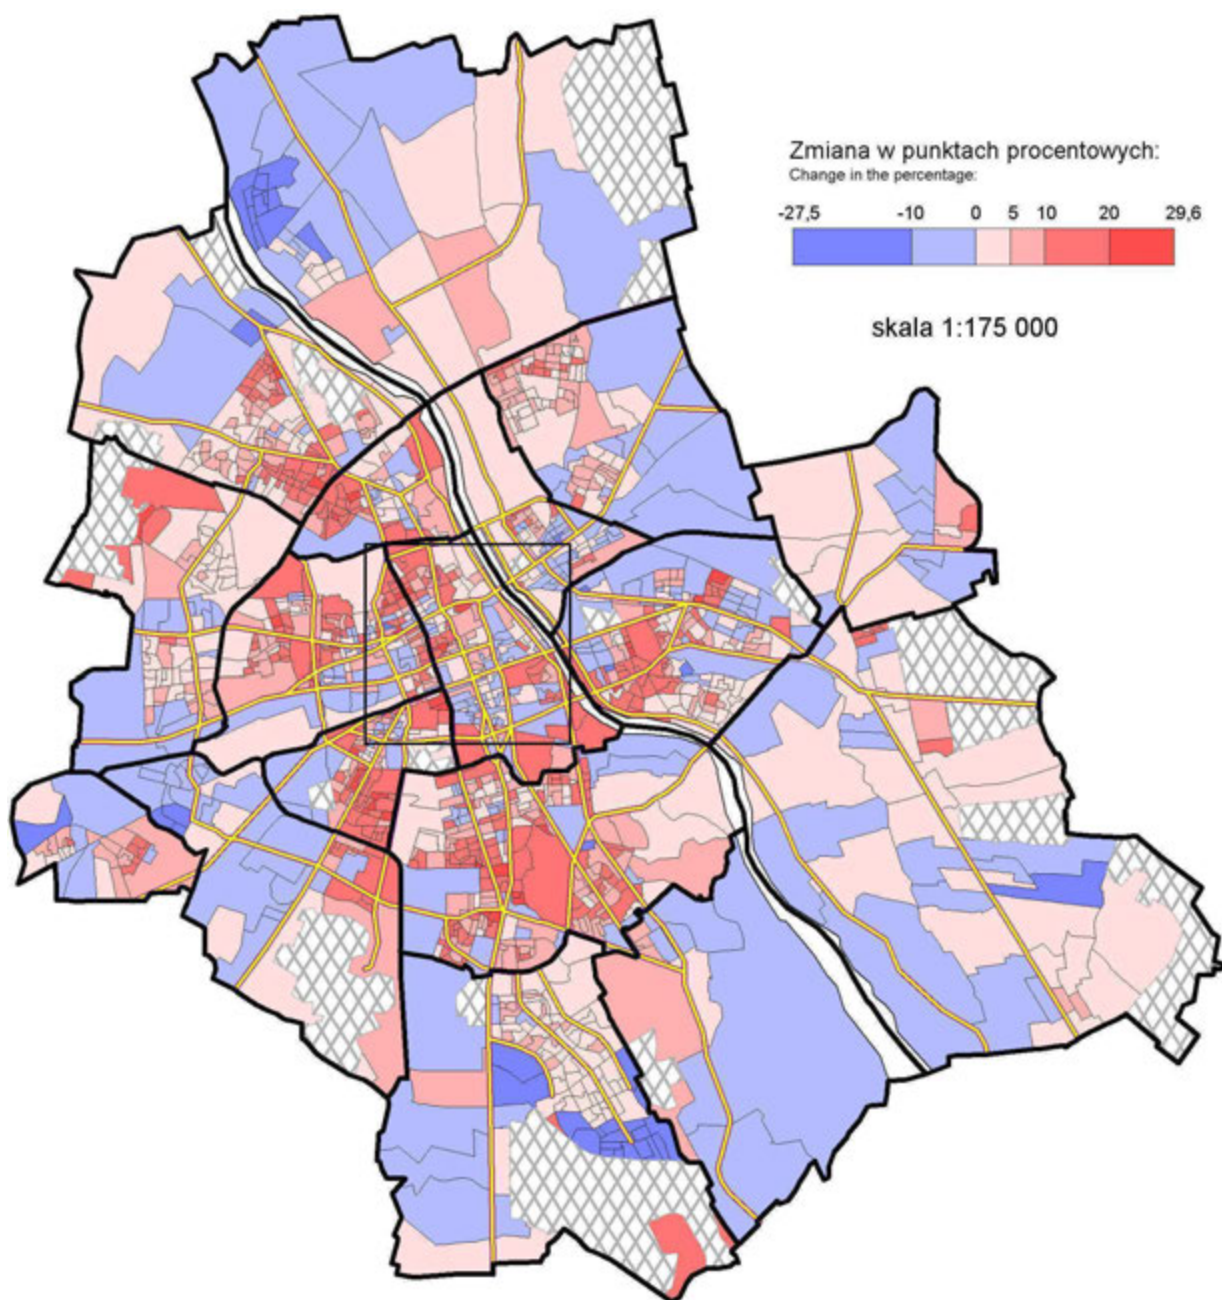 Zmiana w punktach procentowych:
Change in the percentage:
-27,5 -10 0 5 10 20 29,6
skala 1:175 000